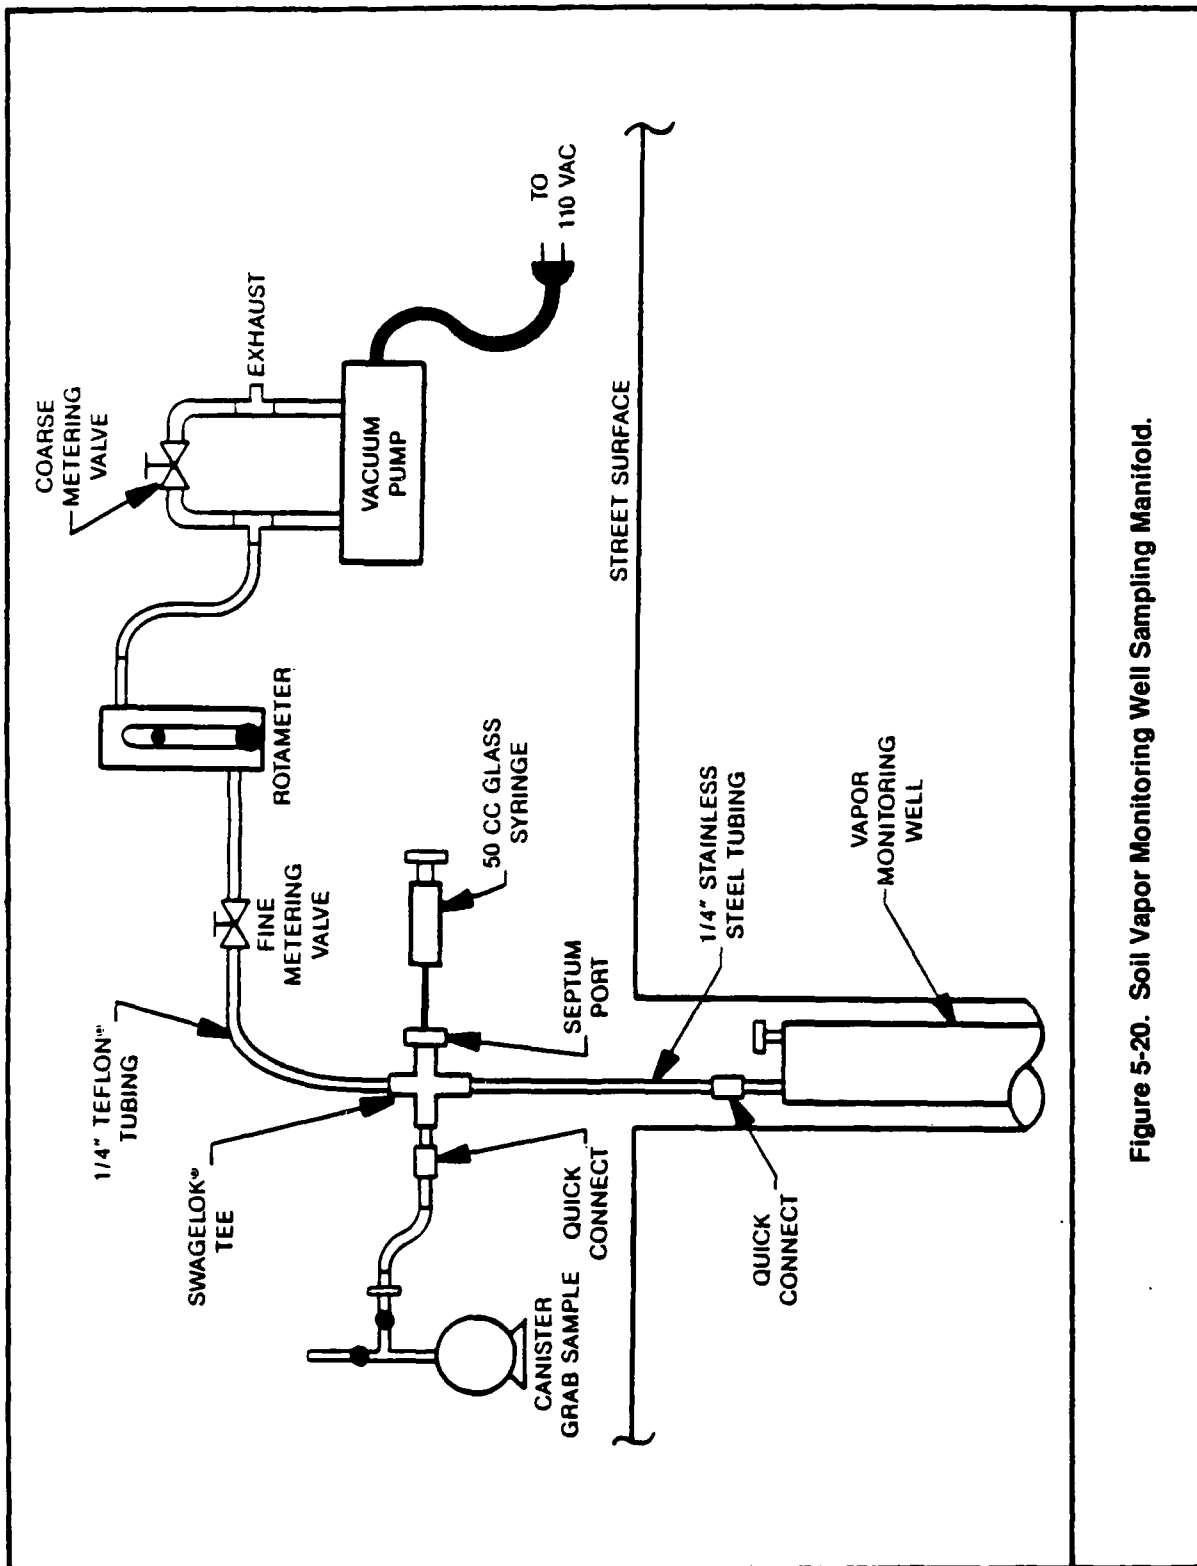 COARSE
METERING
VALVE
EXHAUST
1/4" TEFLON®
TUBING
SWAGELOK®
TEE
FINE
METERING
VALVE
ROTAMETER
VACUUM
PUMP
TO
110 VAC
50 CC GLASS
SYRINGE
SEPTUM
PORT
QUICK
CONNECT
CANISTER
GRAB SAMPLE
STREET SURFACE
1/4" STAINLESS
STEEL TUBING
VAPOR
MONITORING
WELL
QUICK
CONNECT
Figure 5-20. Soil Vapor Monitoring Well Sampling Manifold.